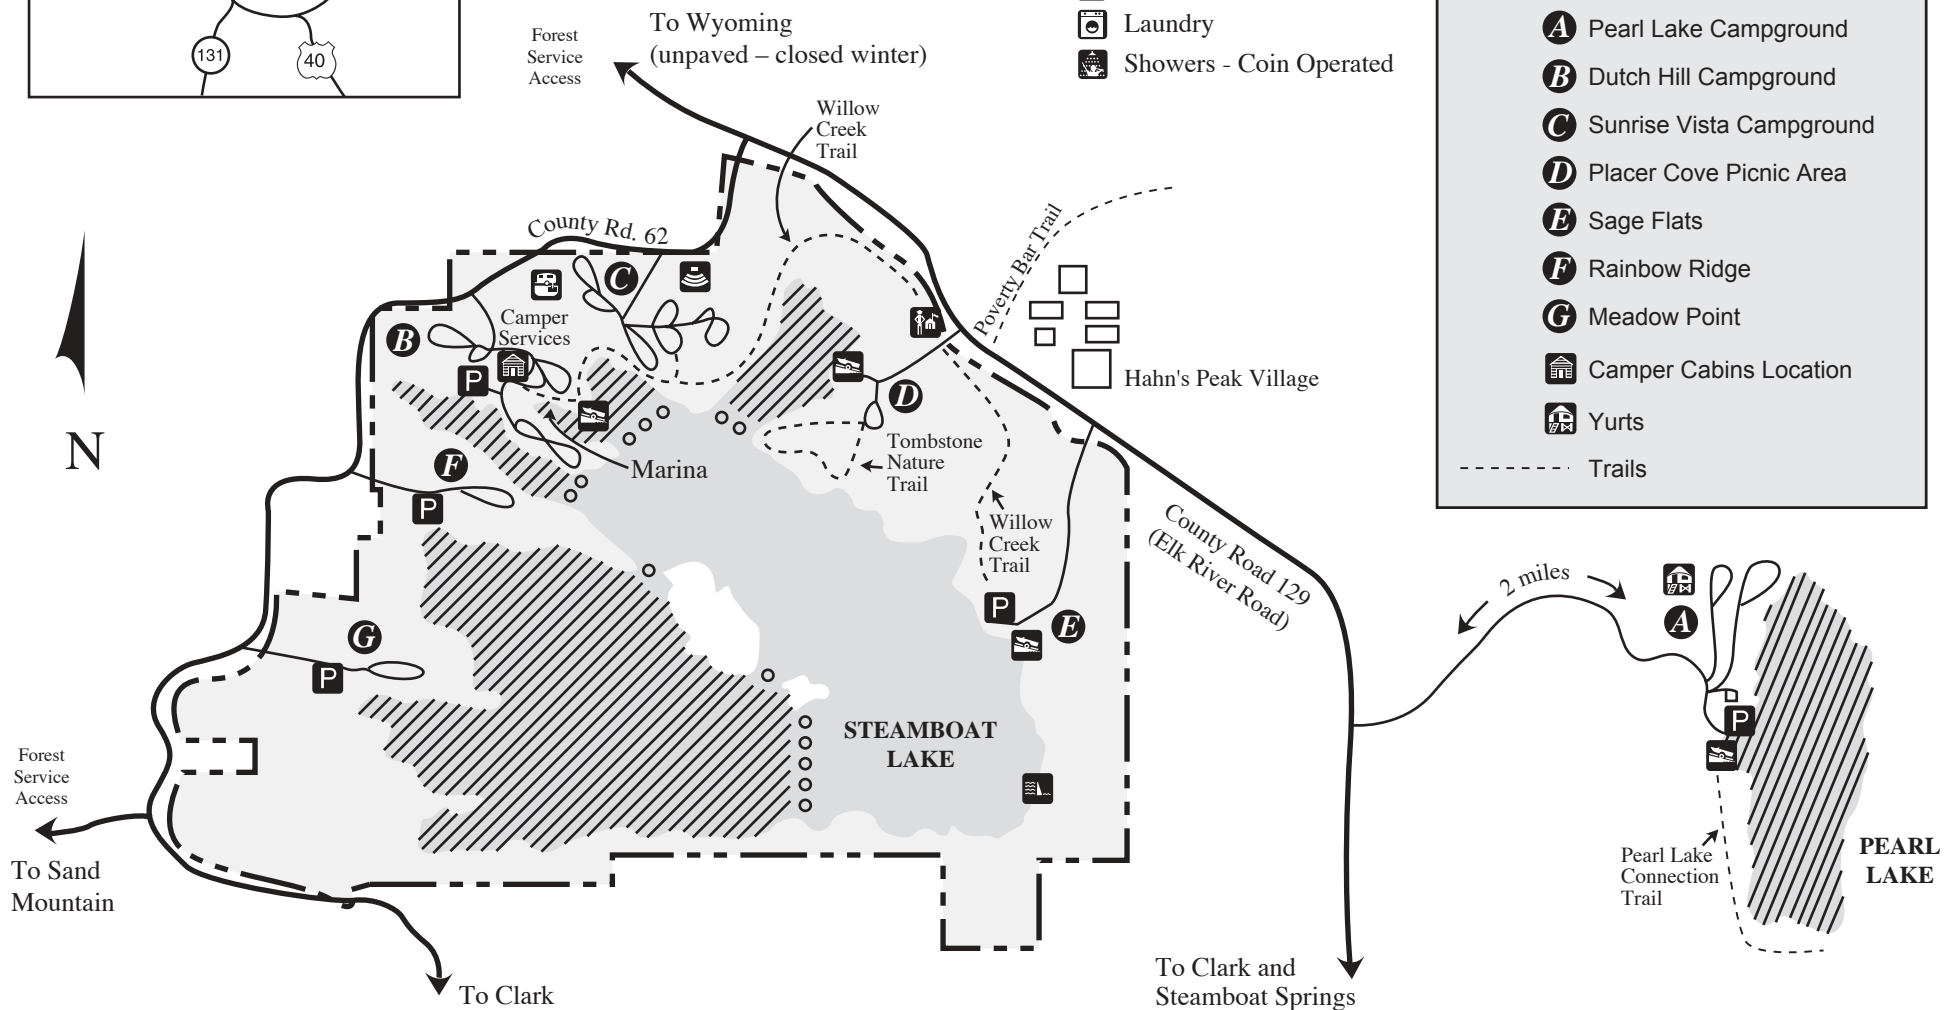 131
40
Forest
Service
Access
To Wyoming
(unpaved – closed winter)
Laundry
Showers - Coin Operated
A Pearl Lake Campground
B Dutch Hill Campground
C Sunrise Vista Campground
D Placer Cove Picnic Area
E Sage Flats
F Rainbow Ridge
G Meadow Point
Camper Cabins Location
Yurts
Trails
Willow
Creek
Trail
County Rd. 62
Poverty Bar Trail
C
B
Camper
Services
P
Hahn's Peak Village
D
Tombstone
Nature
Trail
N
F
Marina
P
Willow
Creek
Trail
County Road 129
(Elk River Road)
2 miles
P
E
A
G
P
P
STEAMBOAT
LAKE
Forest
Service
Access
To Sand
Mountain
Pearl Lake
Connection
Trail
PEARL
LAKE
To Clark
To Clark and
Steamboat Springs